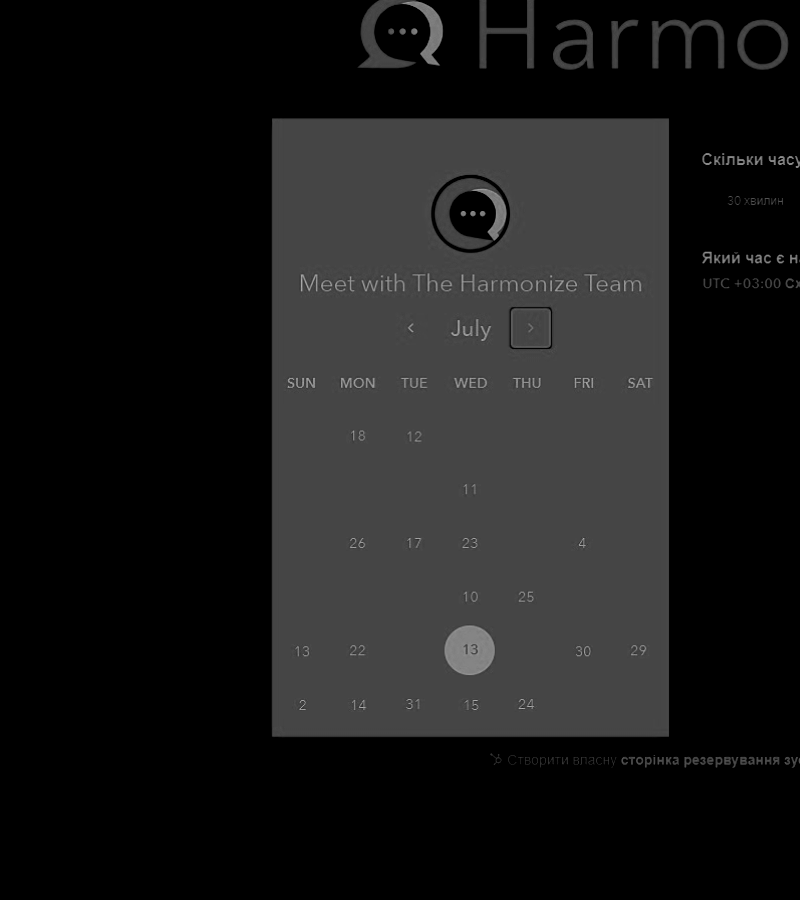 Harmo
Скільки часу
30 хвилин
Meet with The Harmonize Team
Який час є н
UTC +03:00 Сх
July
SUN MON TUE WED THU FRI SAT
18 12
11
26 17 23 4
10 25
13 22 13 30 29
2 14 31 15 24
Створити власну сторінка резервування зу